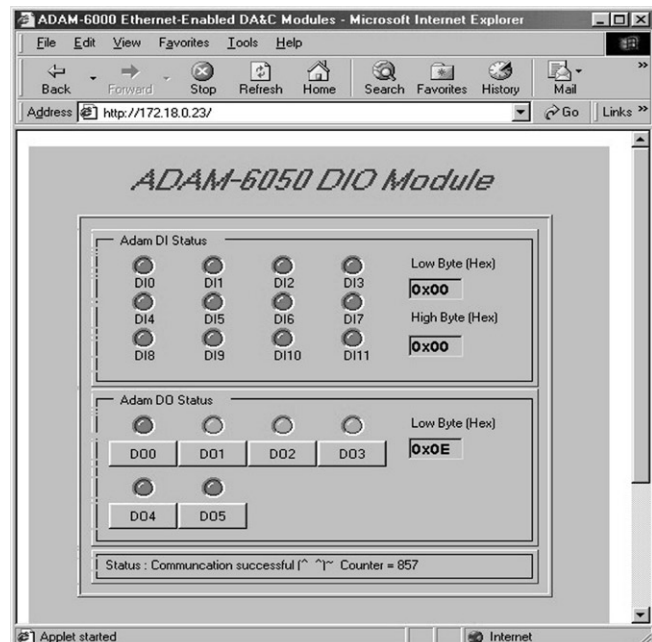 ADAM-6000 Ethernet-Enabled DA&C Modules - Microsoft Internet Explorer
File Edit View Favorites Tools Help
Back Forward Stop Refresh Home Search Favorites History Mail »
Address http://172.18.0.23/ Go Links »
ADAM-6050 DIO Module
Adam DI Status
Low Byte (Hex)
DI0 DI1 DI2 DI3
0x00
DI4 DI5 DI6 DI7
High Byte (Hex)
DI8 DI9 DI10 DI11
0x00
Adam DO Status
Low Byte (Hex)
DO0 DO1 DO2 DO3
0x0E
DO4 DO5
Status : Communcation successful (^ ^)~ Counter = 857
Applet started Internet